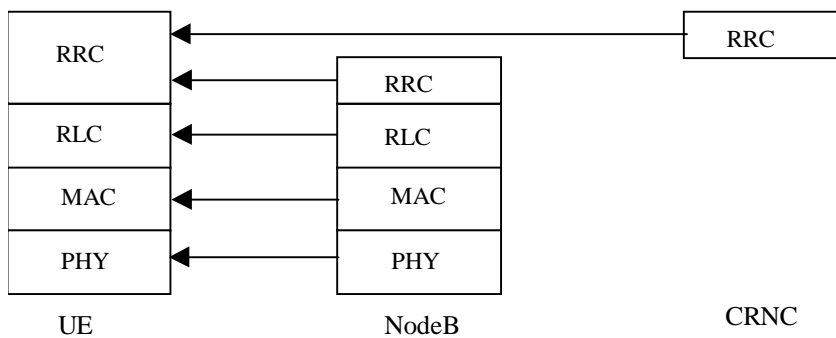 RRC
RLC
MAC
PHY
UE
RRC
RLC
MAC
PHY
NodeB
RRC
CRNC